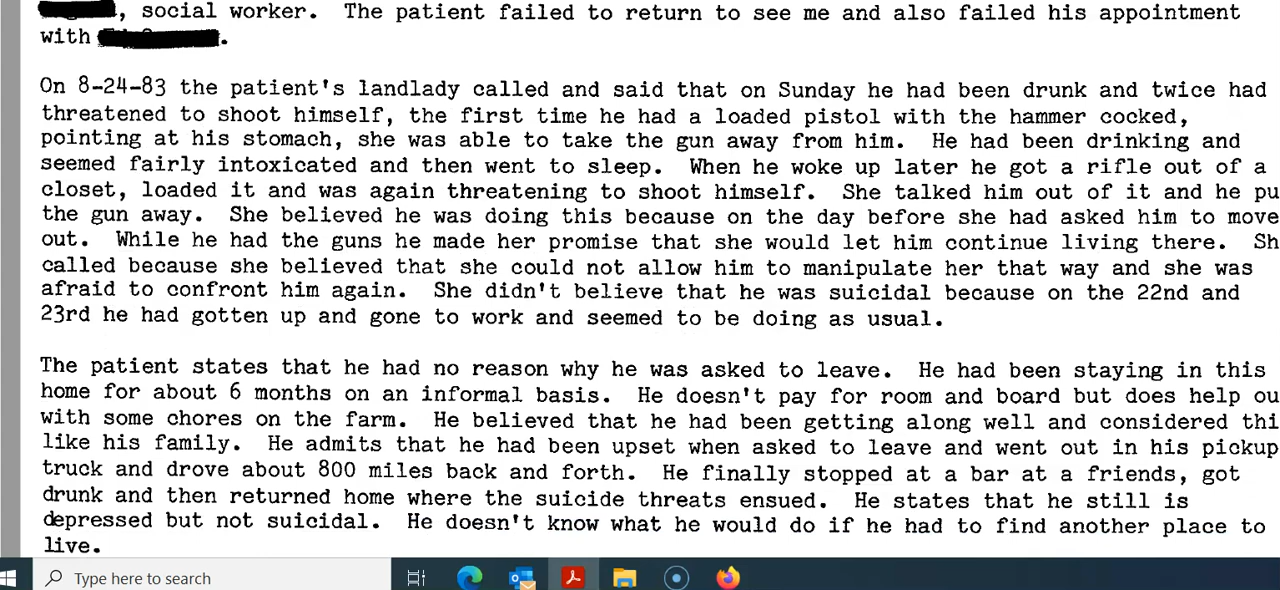 , social worker. The patient failed to return to see me and also failed his appointment
with .
On 8-24-83 the patient's landlady called and said that on Sunday he had been drunk and twice had
threatened to shoot himself, the first time he had a loaded pistol with the hammer cocked,
pointing at his stomach, she was able to take the gun away from him. He had been drinking and
seemed fairly intoxicated and then went to sleep. When he woke up later he got a rifle out of a
closet, loaded it and was again threatening to shoot himself. She talked him out of it and he pu
the gun away. She believed he was doing this because on the day before she had asked him to move
out. While he had the guns he made her promise that she would let him continue living there. Sh
called because she believed that she could not allow him to manipulate her that way and she was
afraid to confront him again. She didn't believe that he was suicidal because on the 22nd and
23rd he had gotten up and gone to work and seemed to be doing as usual.
The patient states that he had no reason why he was asked to leave. He had been staying in this
home for about 6 months on an informal basis. He doesn't pay for room and board but does help ou
with some chores on the farm. He believed that he had been getting along well and considered thi
like his family. He admits that he had been upset when asked to leave and went out in his pickup
truck and drove about 800 miles back and forth. He finally stopped at a bar at a friends, got
drunk and then returned home where the suicide threats ensued. He states that he still is
depressed but not suicidal. He doesn't know what he would do if he had to find another place to
live.
Type here to search